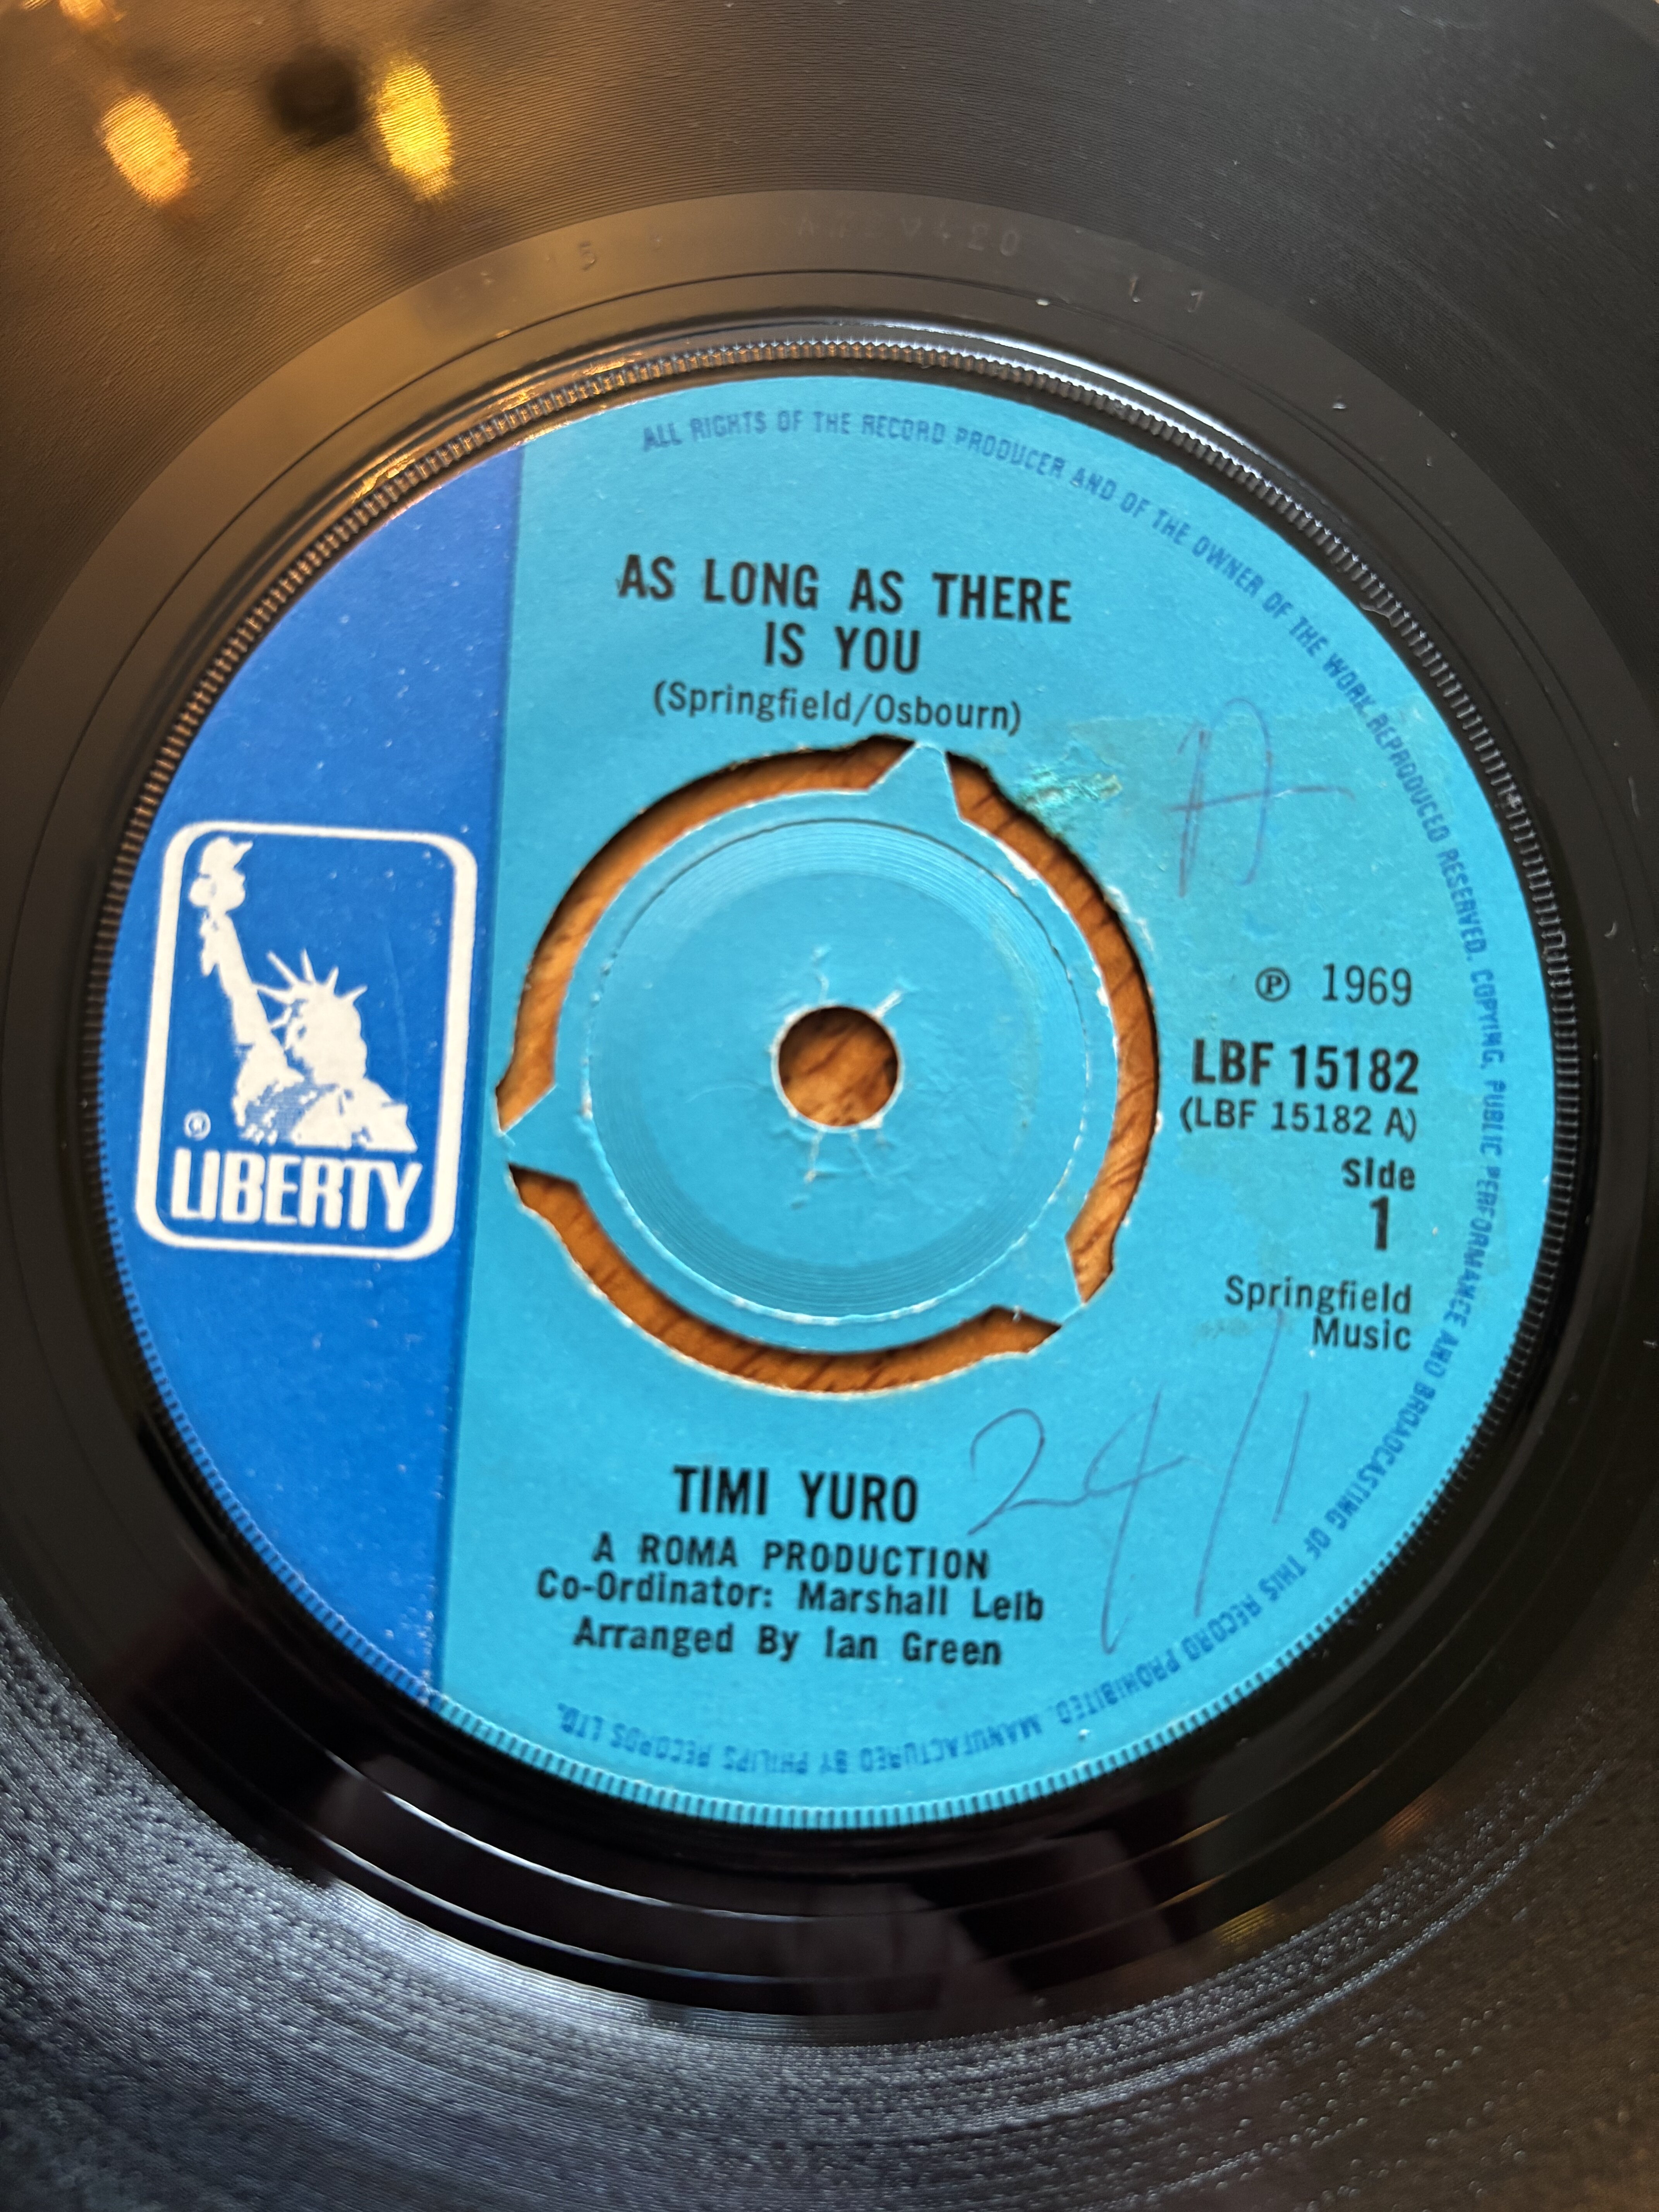 ALL RIGHTS OF THE RECORD PRODUCER AND OF THE OWNER OF THE WORK REPRODUCED RESERVED. COPYING, PUBLIC PERFORMANCE AND BROADCASTING OF THIS RECORD PROHIBITED. MANUFACTURED BY PHILIPS RECORDS LTD.
AS LONG AS THERE
IS YOU
(Springfield/Osbourn)
A
℗ 1969
LBF 15182
(LBF 15182 A)
Side
1
Springfield
Music
®
LIBERTY
24/1
TIMI YURO
A ROMA PRODUCTION
Co-Ordinator: Marshall Leib
Arranged By Ian Green